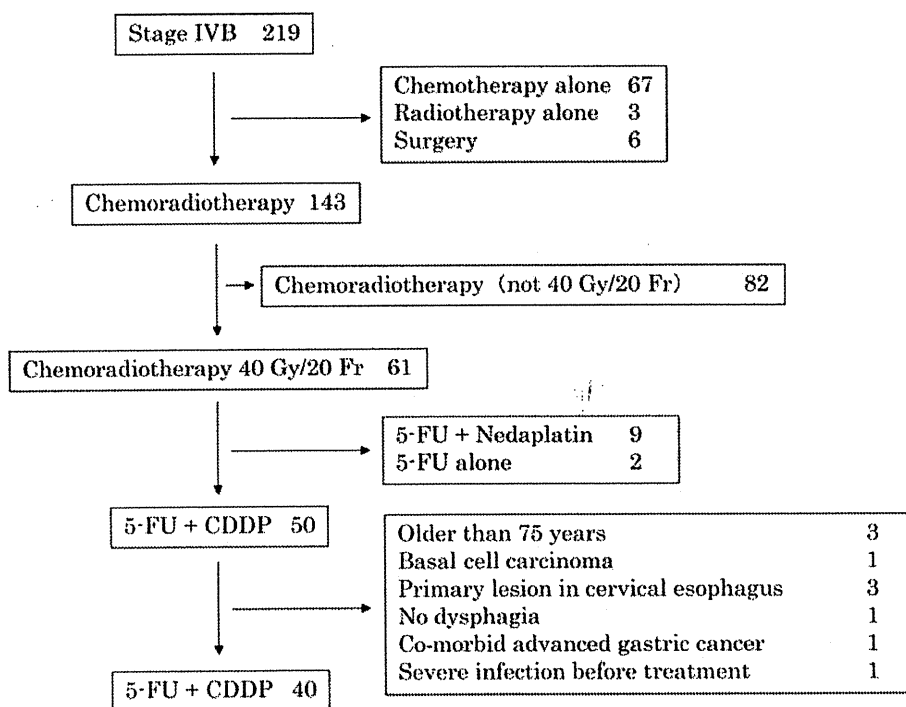 Stage IVB 219
Chemotherapy alone 67
Radiotherapy alone 3
Surgery 6
Chemoradiotherapy 143
Chemoradiotherapy (not 40 Gy/20 Fr) 82
Chemoradiotherapy 40 Gy/20 Fr 61
5-FU + Nedaplatin 9
5-FU alone 2
5-FU + CDDP 50
Older than 75 years 3
Basal cell carcinoma 1
Primary lesion in cervical esophagus 3
No dysphagia 1
Co-morbid advanced gastric cancer 1
Severe infection before treatment 1
5-FU + CDDP 40